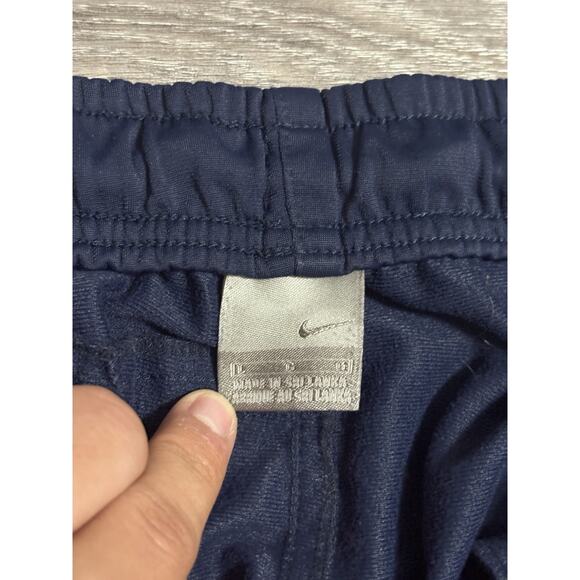 L G G
MADE IN SRI LANKA
FABRIQUE AU SRI LANKA